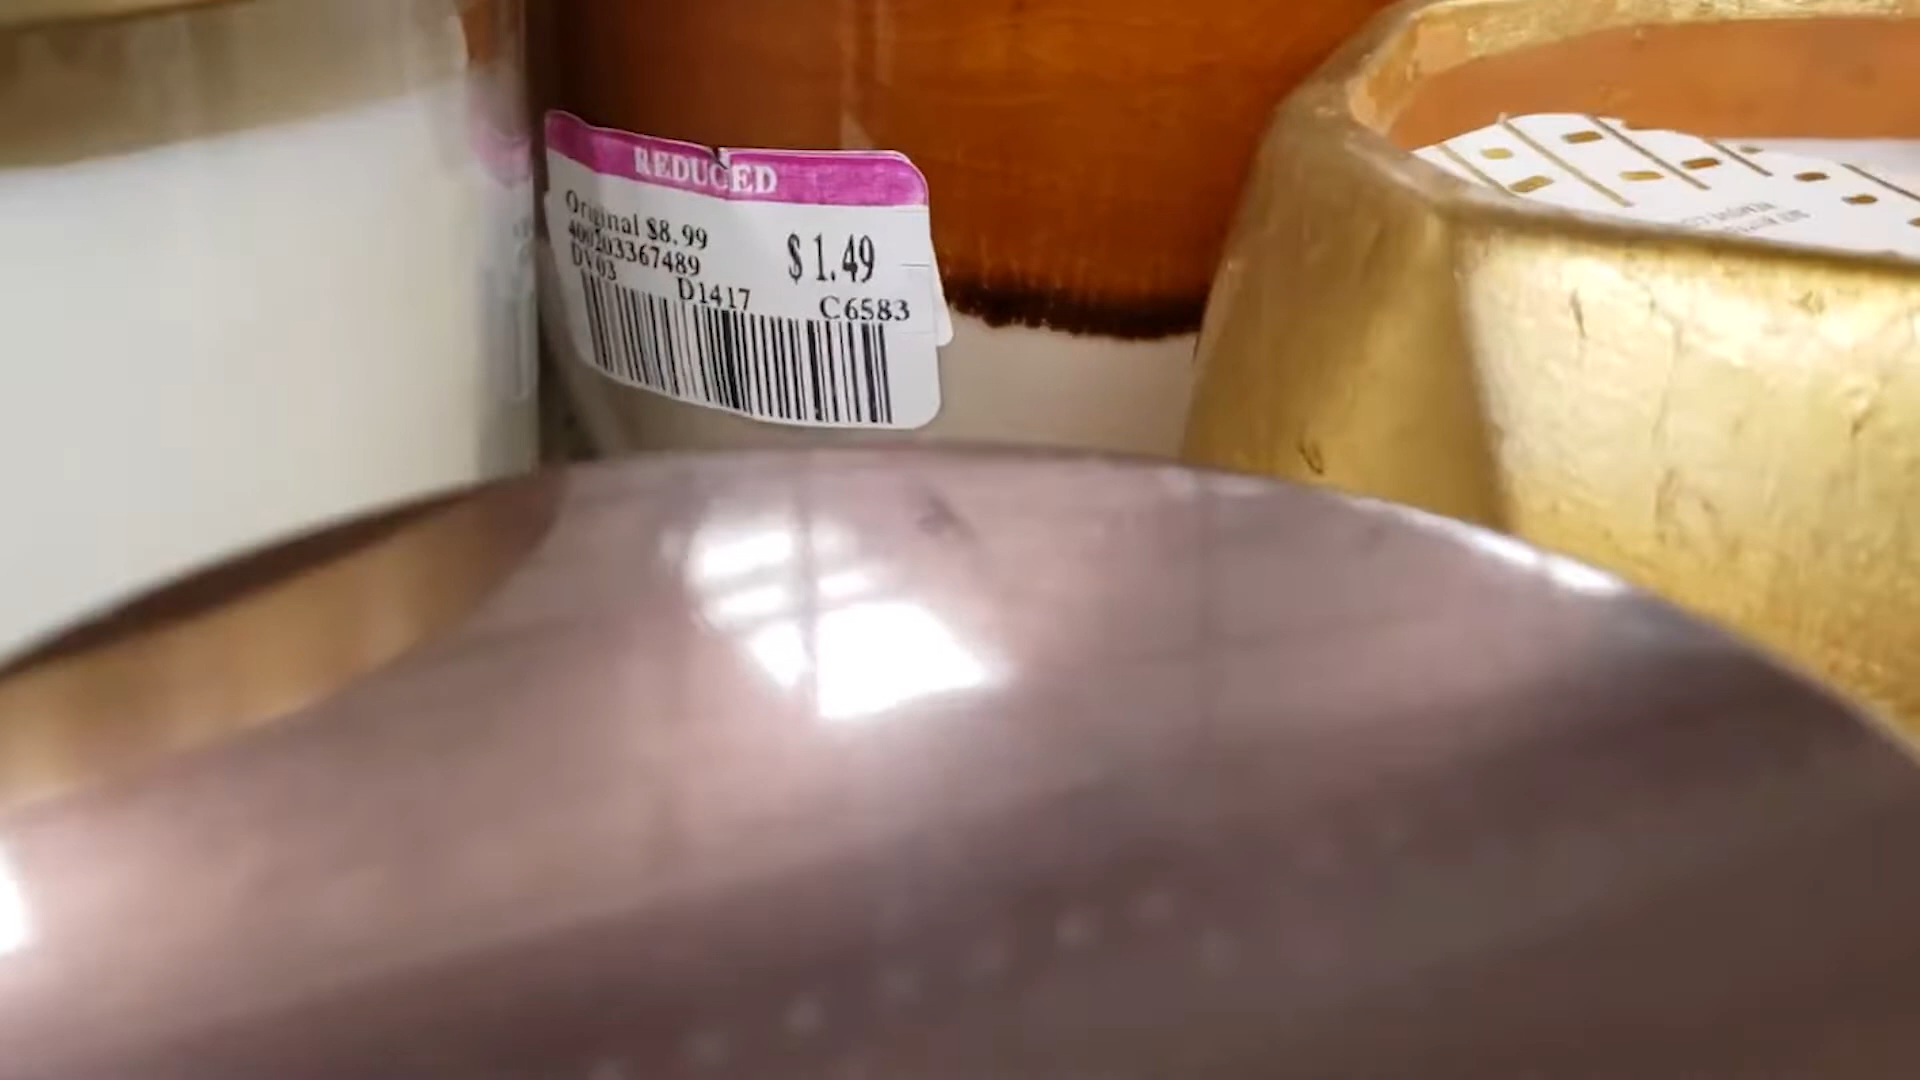 REDUCED
Original $8.99
400203367489
$1.49
DV03
D1417
C6583